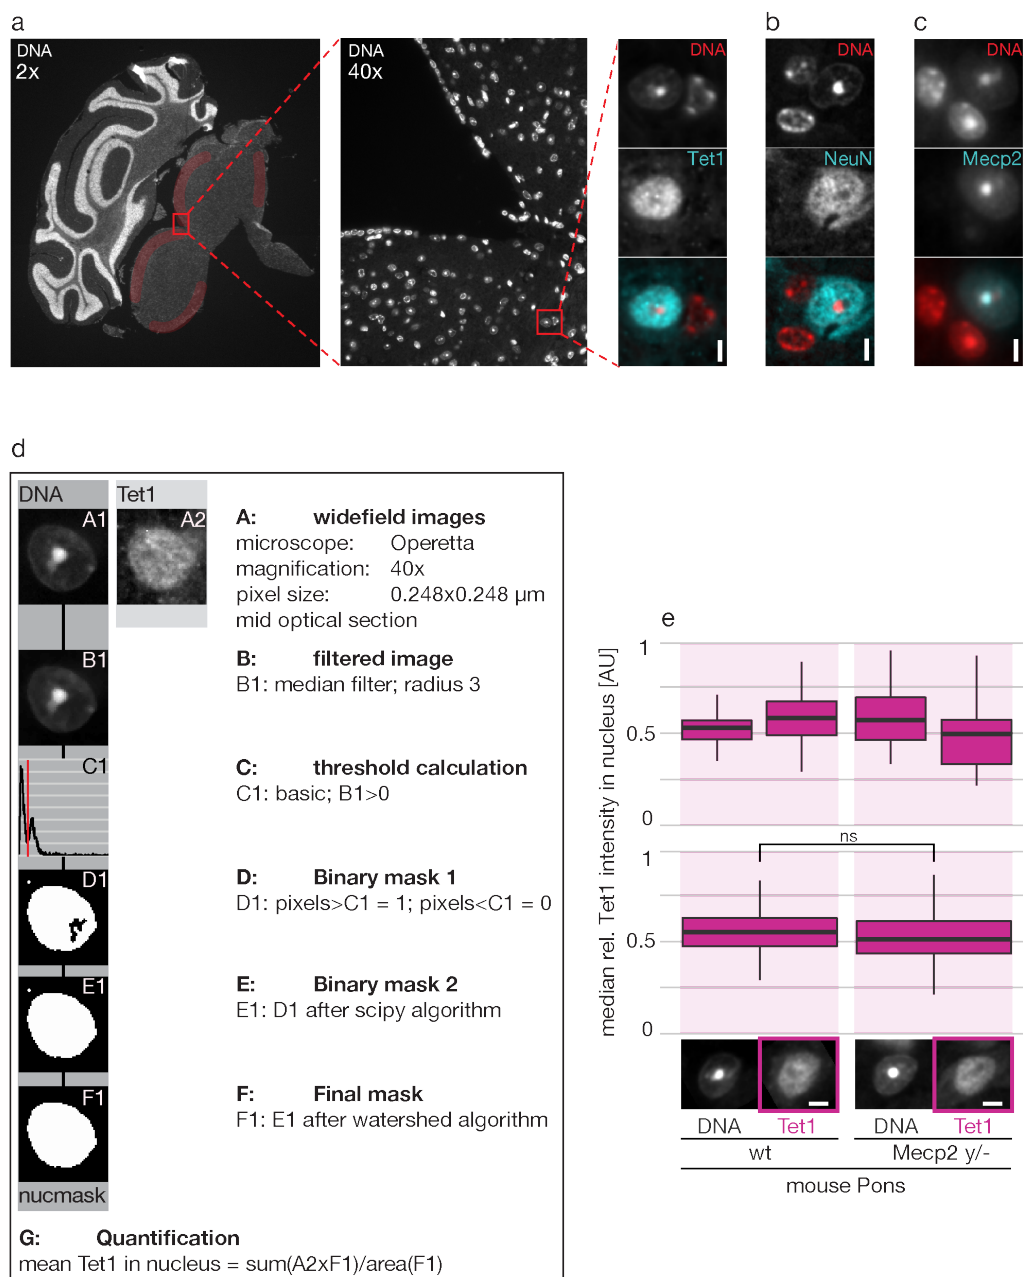 a
DNA
2x
DNA
40x
DNA
Tet1
b
DNA
NeuN
c
DNA
Mecp2
d
DNA
Tet1
A1
A2
B1
C1
D1
E1
F1
nucmask
A: widefield images
microscope: Operetta
magnification: 40x
pixel size: 0.248x0.248 µm
mid optical section
B: filtered image
B1: median filter; radius 3
C: threshold calculation
C1: basic; B1>0
D: Binary mask 1
D1: pixels>C1 = 1; pixels<C1 = 0
E: Binary mask 2
E1: D1 after scipy algorithm
F: Final mask
F1: E1 after watershed algorithm
G: Quantification
mean Tet1 in nucleus = sum(A2xF1)/area(F1)
e
median rel. Tet1 intensity in nucleus [AU]
1
0.5
0
ns
1
0.5
0
DNA Tet1 DNA Tet1
wt Mecp2 y/-
mouse Pons